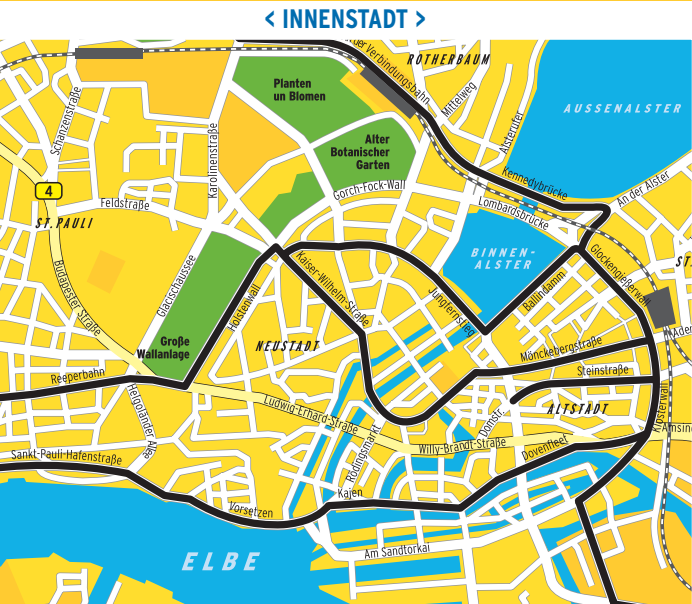 < INNENSTADT >
Verbindungsbahn
ROTHERBAUM
Mittelweg
Planten
un Blomen
AUSSENALSTER
Schanzenstraße
Karolinenstraße
Alsterufer
Alter
Botanischer
Garten
Kennedybrücke
An der Alster
4
Feldstraße
Gorch-Fock-Wall
Lombardsbrücke
ST. PAULI
BINNEN-
ALSTER
ST.
Glacischaussee
Budapester Straße
Holstenwall
Kaiser-Wilhelm-Straße
Jungfernstieg
Ballindamm
Glockengießerwall
Große
Wallanlage
NEUSTADT
Mönckebergstraße
Steinstraße
Reeperbahn
Helgoländer Allee
Ludwig-Erhard-Straße
ALTSTADT
Domstr.
Klosterwall
Rödingsmarkt
Willy-Brandt-Straße
Dovenfleet
Amsinc
Sankt-Pauli-Hafenstraße
Kajen
Vorsetzen
Am Sandtorkai
ELBE